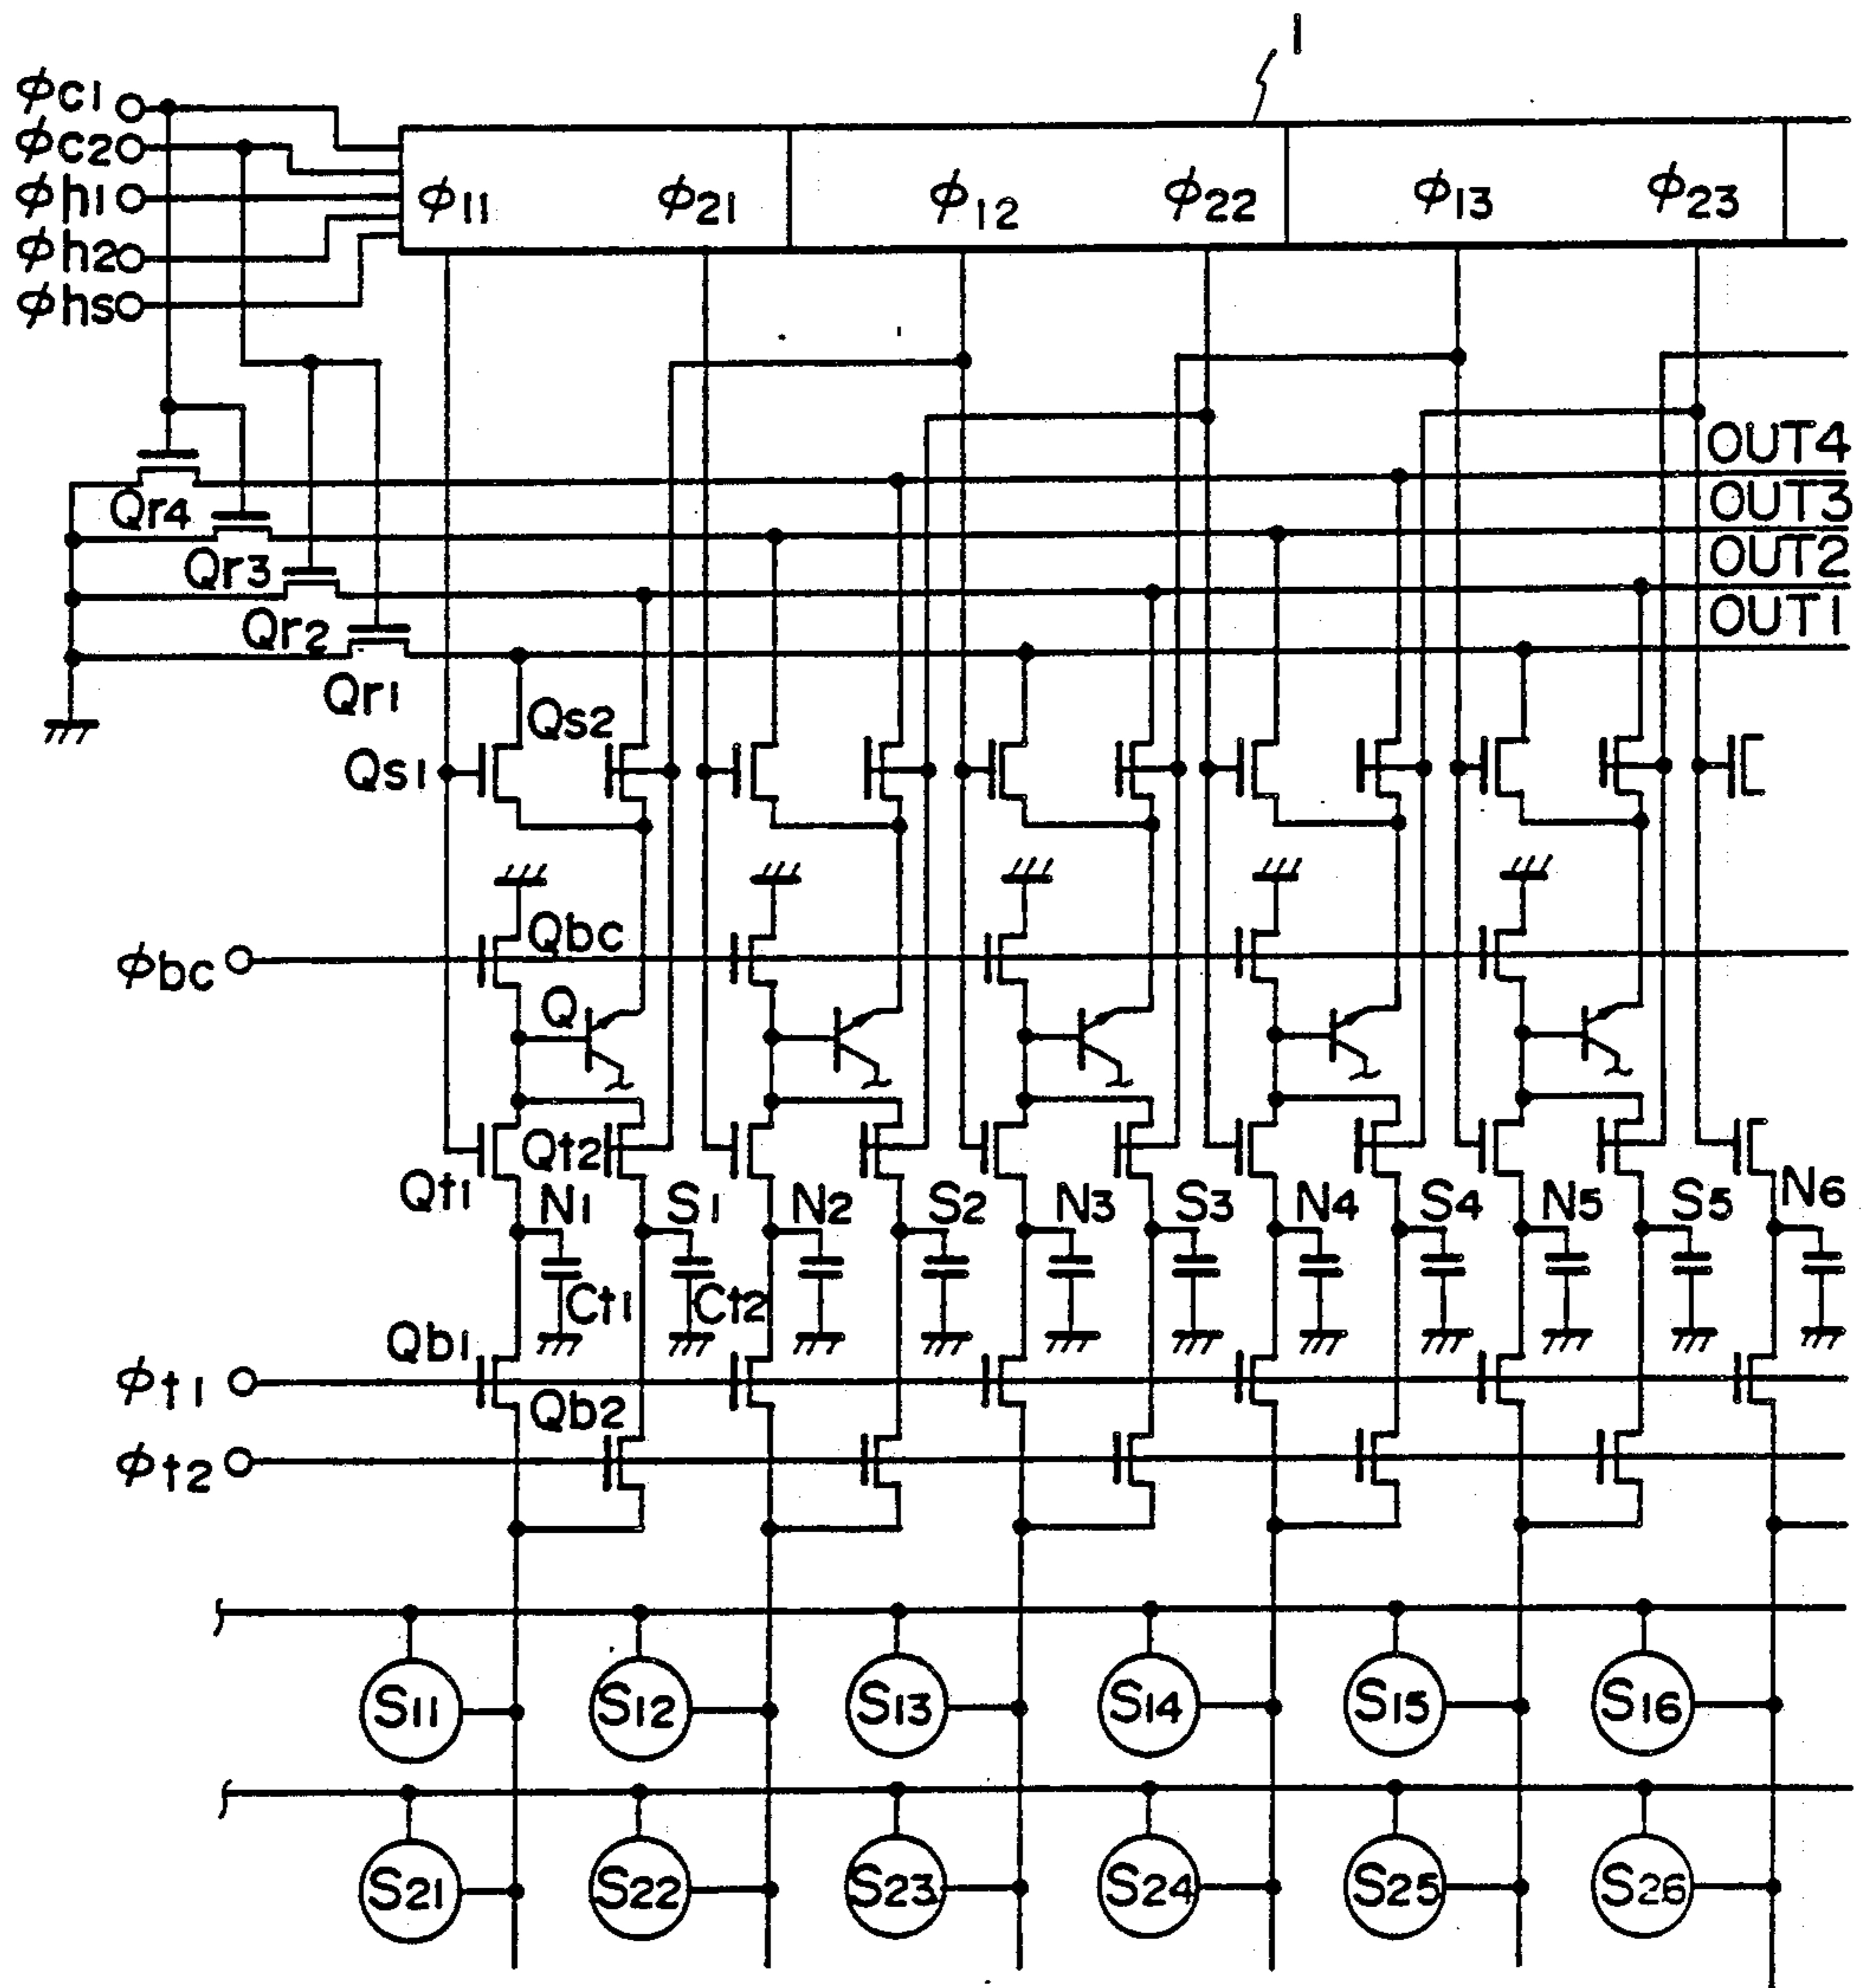 1
φc1
φc2
φh1
φh2
φhs
φ11 φ21 φ12 φ22 φ13 φ23
OUT4
OUT3
OUT2
OUT1
Qr4
Qr3
Qr2
Qr1
Qs2
Qs1
Qbc
φbc
Q
Qt2
Qt1
N1 S1 N2 S2 N3 S3 N4 S4 N5 S5 N6
Ct1 Ct2
Qb1
φt1
Qb2
φt2
S11 S12 S13 S14 S15 S16
S21 S22 S23 S24 S25 S26